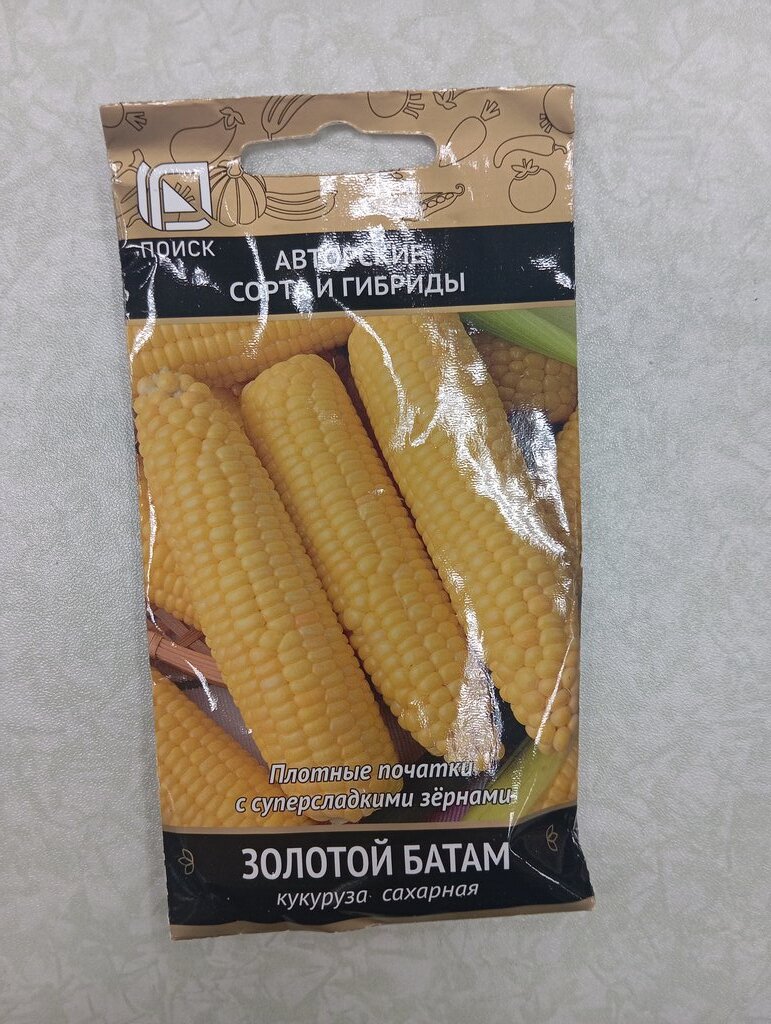 ПОИСК
АВТОРСКИЕ
СОРТА И ГИБРИДЫ
Плотные початки
с суперсладкими зёрнами
ЗОЛОТОЙ БАТАМ
кукуруза сахарная